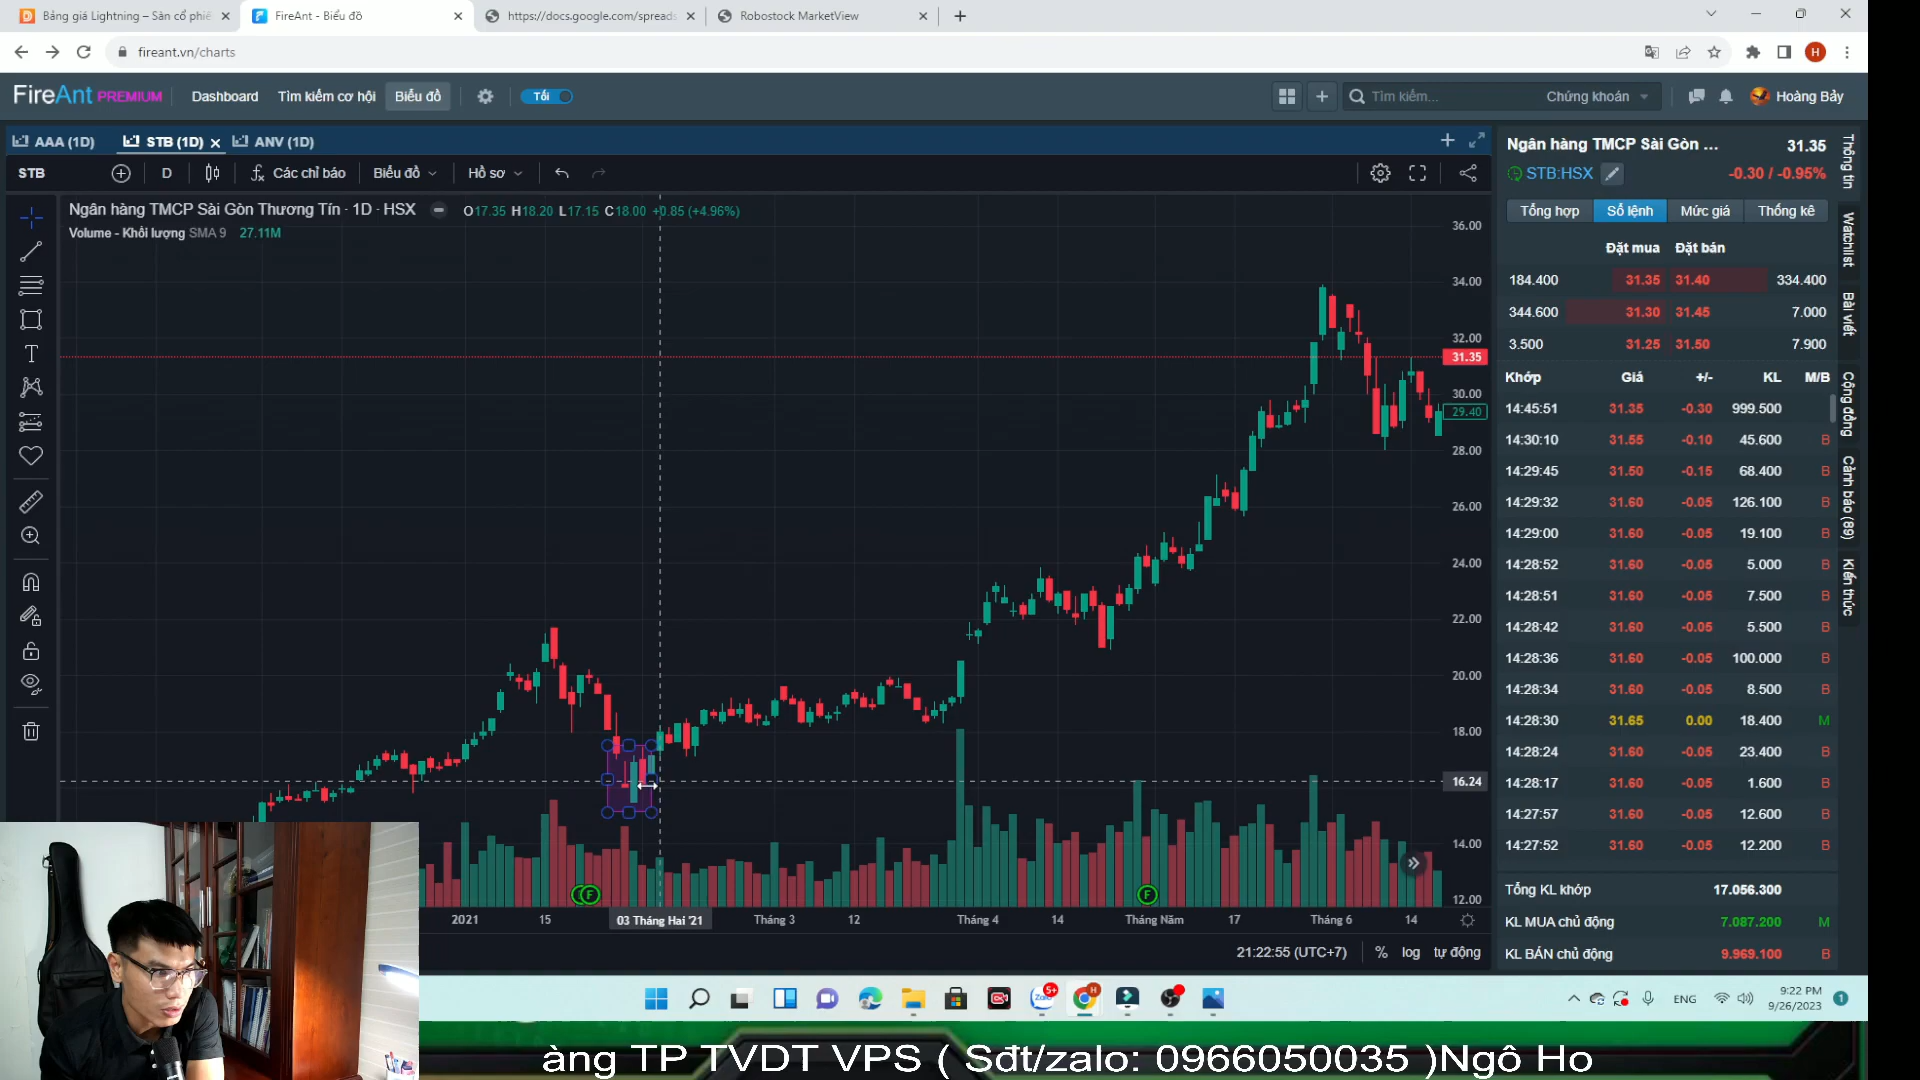 Bảng giá Lightning – Sàn cổ phiế
FireAnt - Biểu đồ
https://docs.google.com/spreads
Robostock MarketView
fireant.vn/charts
H
FireAnt PREMIUM
Dashboard
Tìm kiếm cơ hội
Biểu đồ
Tối
Tìm kiếm...
Chứng khoán
Hoàng Bảy
AAA (1D)
STB (1D)
ANV (1D)
STB
D
Các chỉ báo
Biểu đồ
Hồ sơ
Ngân hàng TMCP Sài Gòn Thương Tín · 1D · HSX
O17.35 H18.20 L17.15 C18.00 +0.85 (+4.96%)
Volume - Khối lượng SMA 9 27.11M
36.00
34.00
32.00
31.35
30.00
29.40
28.00
26.00
24.00
22.00
20.00
18.00
16.24
14.00
12.00
2021
15
03 Tháng Hai '21
Tháng 3
12
Tháng 4
14
Tháng Năm
17
Tháng 6
14
21:22:55 (UTC+7)
%
log
tự động
Ngân hàng TMCP Sài Gòn ...
31.35
STB:HSX
-0.30 / -0.95%
Tổng hợp
Sổ lệnh
Mức giá
Thống kê
Đặt mua Đặt bán
184.400 31.35 31.40 334.400
344.600 31.30 31.45 7.000
3.500 31.25 31.50 7.900
Khớp Giá +/- KL M/B
14:45:51 31.35 -0.30 999.500
14:30:10 31.55 -0.10 45.600 B
14:29:45 31.50 -0.15 68.400 B
14:29:32 31.60 -0.05 126.100 B
14:29:00 31.60 -0.05 19.100 B
14:28:52 31.60 -0.05 5.000 B
14:28:51 31.60 -0.05 7.500 B
14:28:42 31.60 -0.05 5.500 B
14:28:36 31.60 -0.05 100.000 B
14:28:34 31.60 -0.05 8.500 B
14:28:30 31.65 0.00 18.400 M
14:28:24 31.60 -0.05 23.400 B
14:28:17 31.60 -0.05 1.600 B
14:27:57 31.60 -0.05 12.600 B
14:27:52 31.60 -0.05 12.200 B
Tổng KL khớp 17.056.300
KL MUA chủ động 7.087.200 M
KL BÁN chủ động 9.969.100 B
Thông tin
Watchlist
Bài viết
Cộng đồng
Cảnh báo (89)
Kiến thức
F
F
Zalo
5+
H
ENG
9:22 PM
9/26/2023
1
àng TP TVDT VPS ( Sđt/zalo: 0966050035 )Ngô Ho